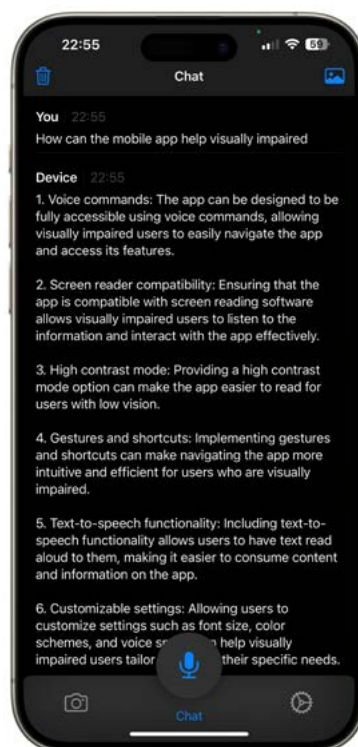 22:55
59
Chat
You 22:55
How can the mobile app help visually impaired
Device 22:55
1. Voice commands: The app can be designed to be
fully accessible using voice commands, allowing
visually impaired users to easily navigate the app
and access its features.
2. Screen reader compatibility: Ensuring that the
app is compatible with screen reading software
allows visually impaired users to listen to the
information and interact with the app effectively.
3. High contrast mode: Providing a high contrast
mode option can make the app easier to read for
users with low vision.
4. Gestures and shortcuts: Implementing gestures
and shortcuts can make navigating the app more
intuitive and efficient for users who are visually
impaired.
5. Text-to-speech functionality: Including text-to-
speech functionality allows users to have text read
aloud to them, making it easier to consume content
and information on the app.
6. Customizable settings: Allowing users to
customize settings such as font size, color
schemes, and voice help visually
impaired users tailor their specific needs.
Chat